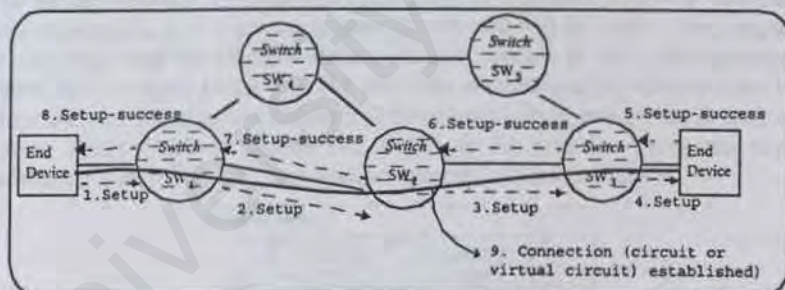 Switch
SW
Switch
SW
8.Setup-success
7.Setup-success
6.Setup-success
5.Setup-success
End
Device
Switch
SW
Switch
SW
Switch
SW
End
Device
1.Setup
2.Setup
3.Setup
4.Setup
9. Connection (circuit or
virtual circuit) established)
University